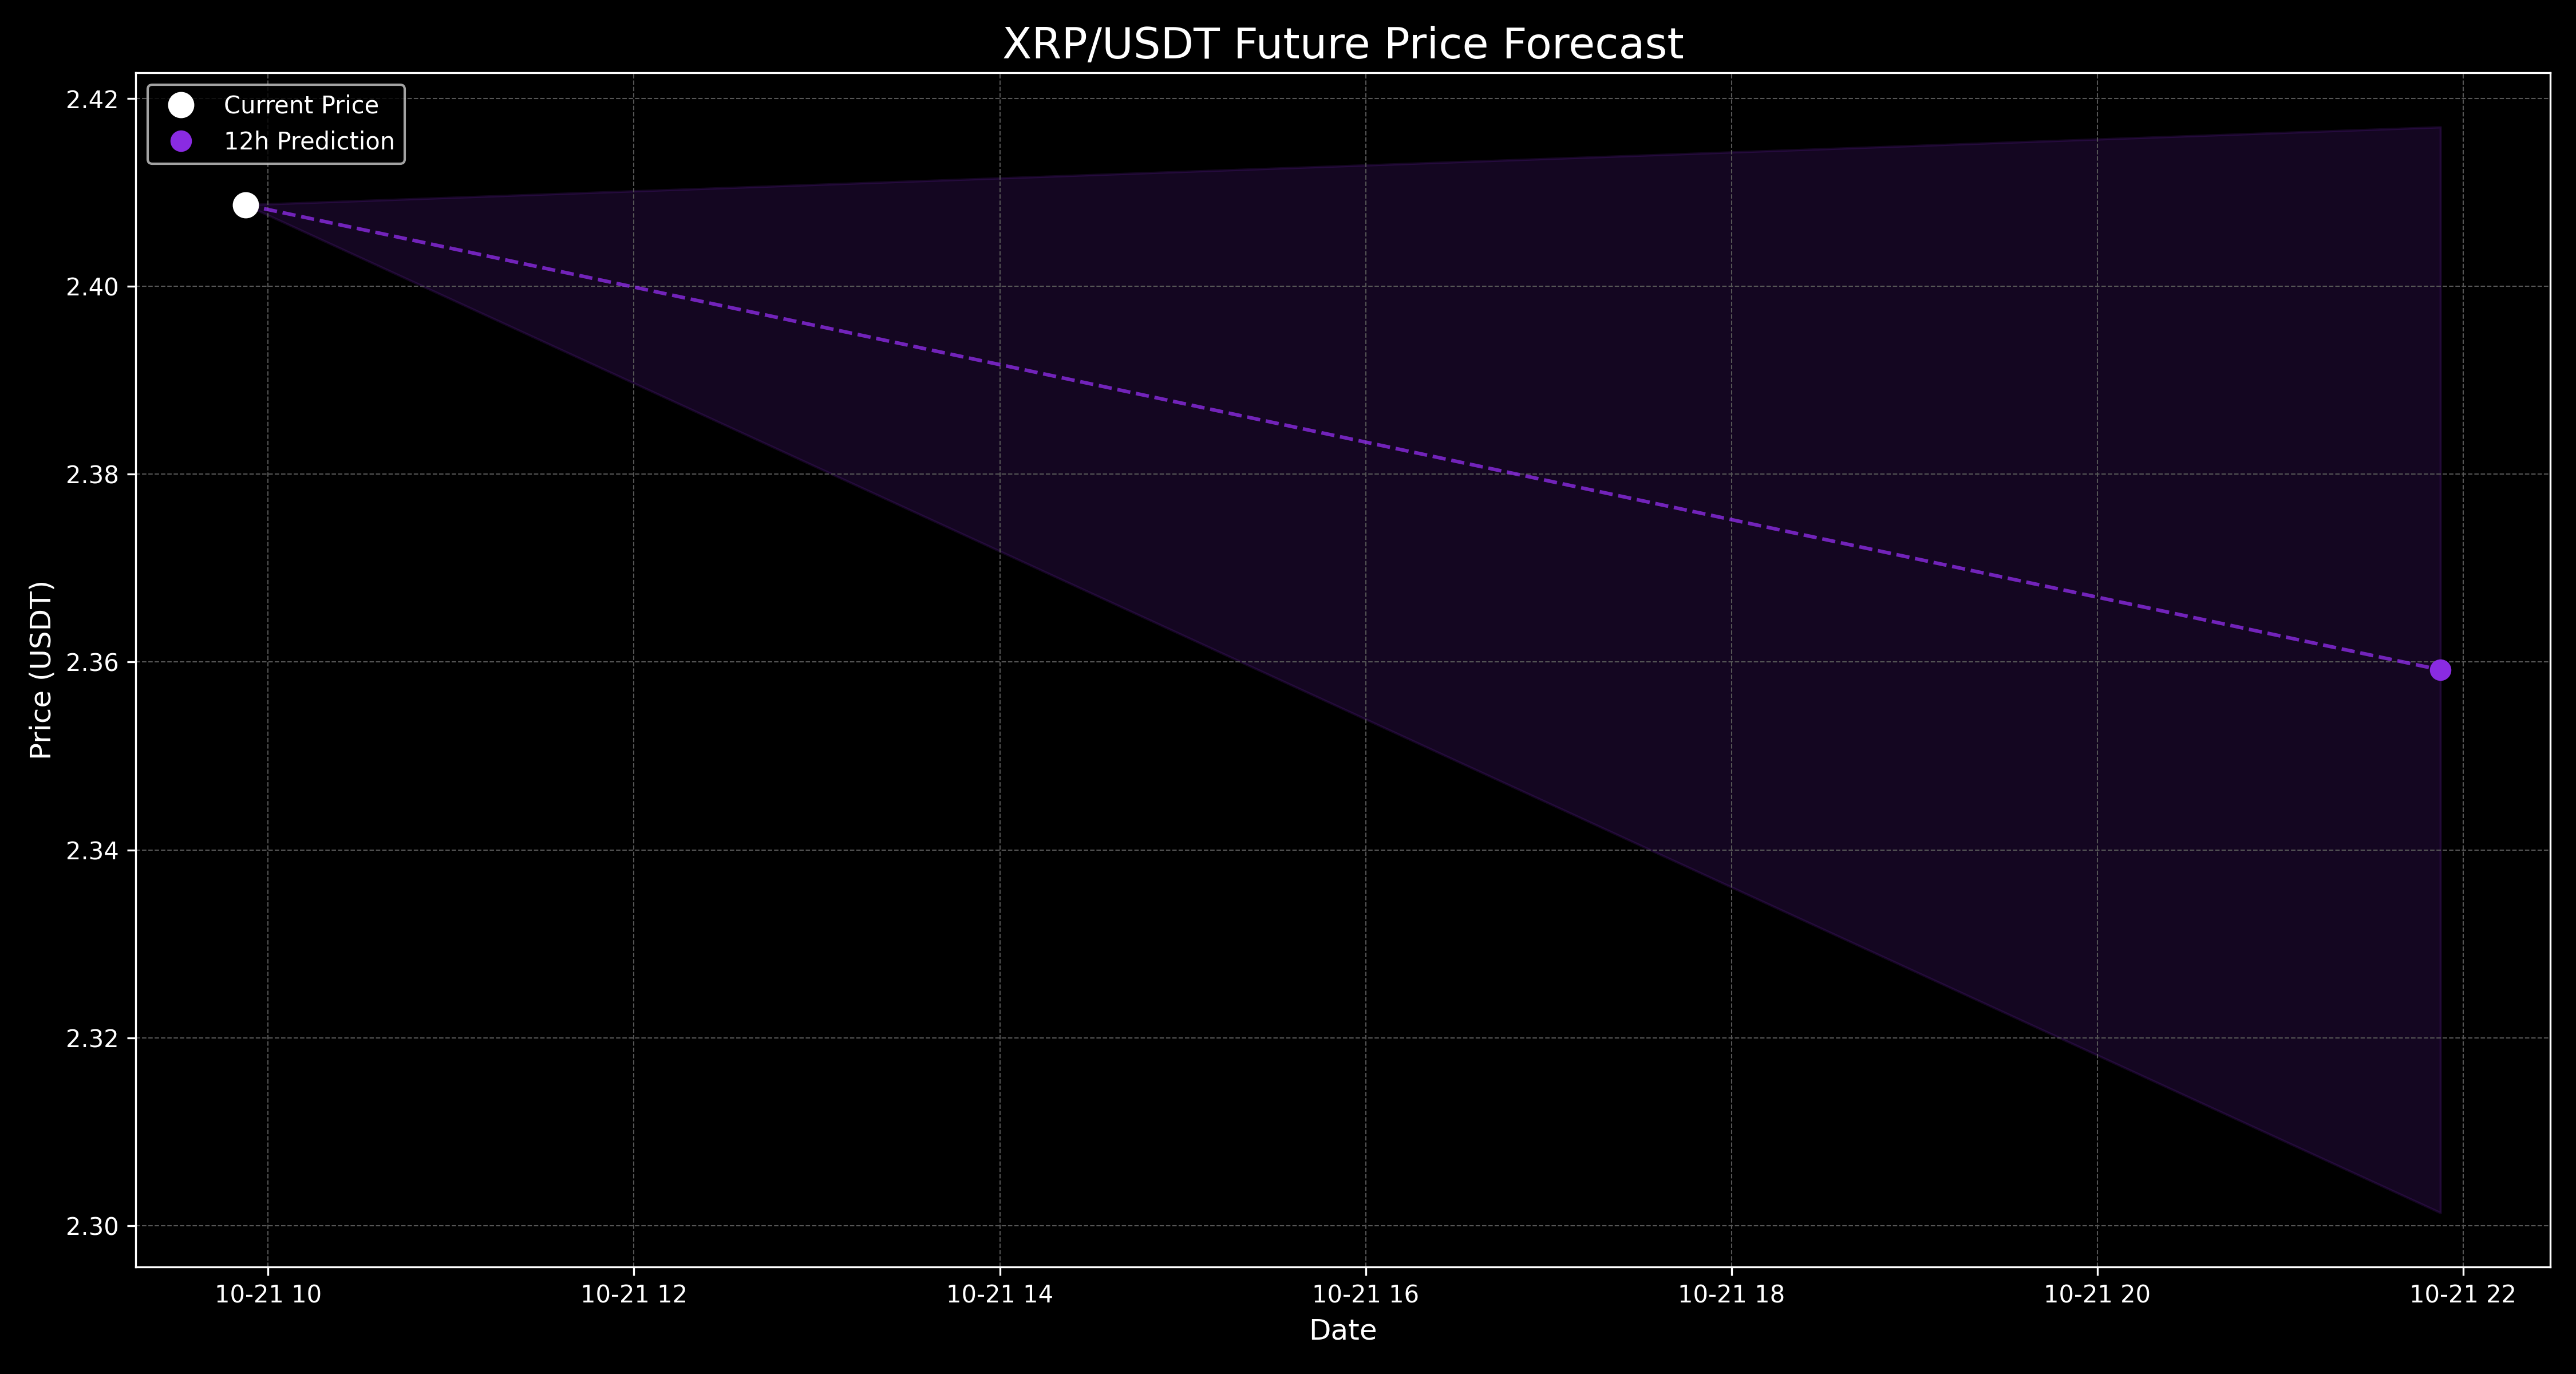 XRP/USDT Future Price Forecast
Current Price
12h Prediction
2.42
2.40
2.38
2.36
2.34
2.32
2.30
Price (USDT)
10-21 10
10-21 12
10-21 14
10-21 16
10-21 18
10-21 20
10-21 22
Date